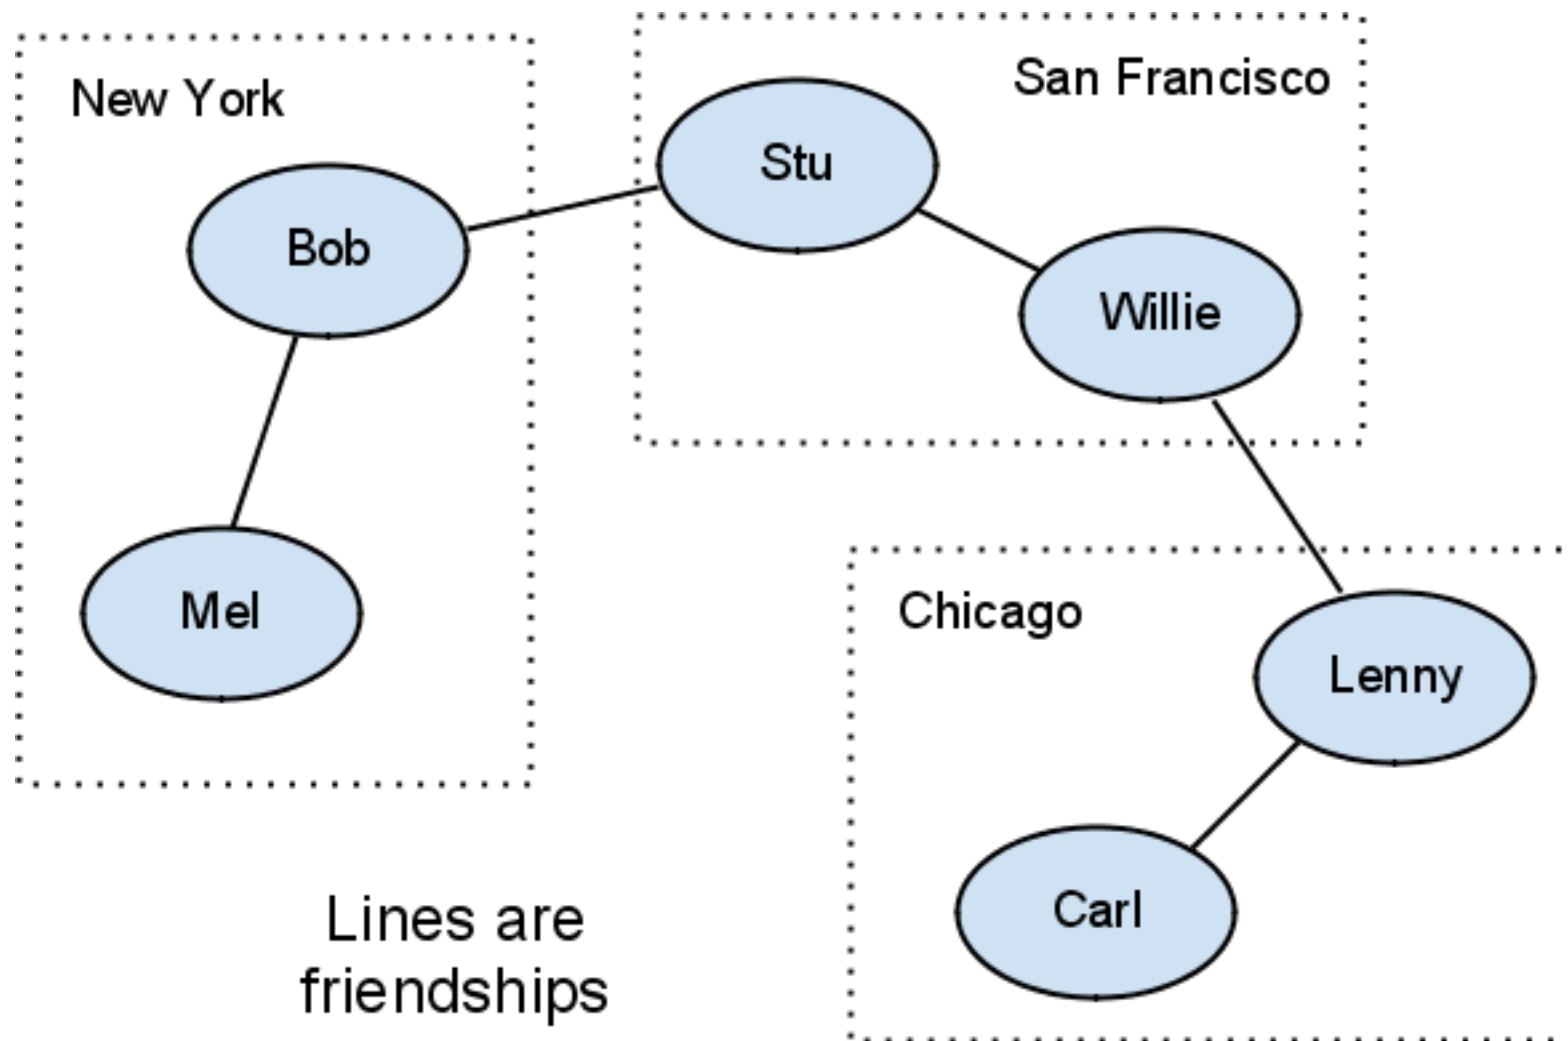 New York
San Francisco
Stu
Bob
Willie
Mel
Chicago
Lenny
Carl
Lines are
friendships